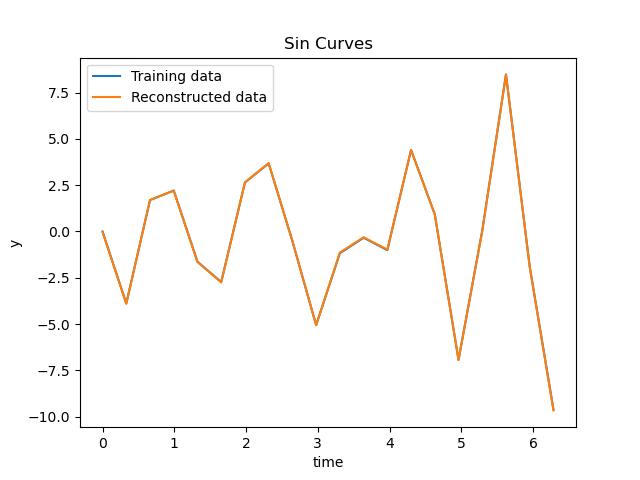 Sin Curves
Training data
Reconstructed data
7.5
5.0
2.5
0.0
−2.5
−5.0
−7.5
−10.0
y
0 1 2 3 4 5 6
time